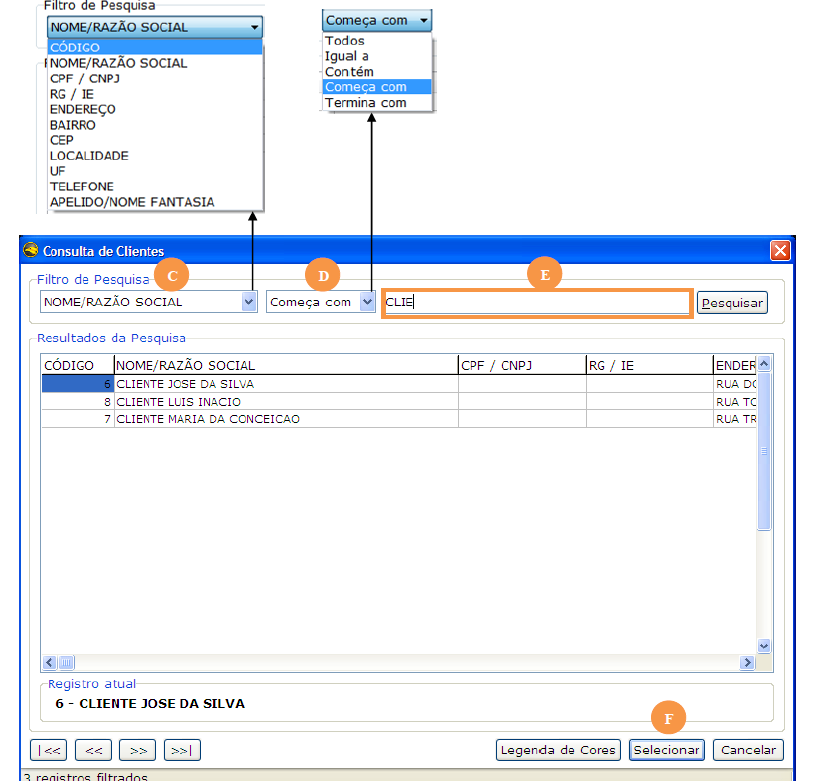 Filtro de Pesquisa
NOME/RAZÃO SOCIAL
CÓDIGO
NOME/RAZÃO SOCIAL
CPF / CNPJ
RG / IE
ENDEREÇO
BAIRRO
CEP
LOCALIDADE
UF
TELEFONE
APELIDO/NOME FANTASIA
Começa com
Todos
Igual a
Contém
Começa com
Termina com
Consulta de Clientes
Filtro de Pesquisa
C D E
NOME/RAZÃO SOCIAL Começa com CLIE Pesquisar
Resultados da Pesquisa
CÓDIGO NOME/RAZÃO SOCIAL CPF / CNPJ RG / IE ENDER
6 CLIENTE JOSE DA SILVA RUA DO
8 CLIENTE LUIS INACIO RUA TO
7 CLIENTE MARIA DA CONCEICAO RUA TR
Registro atual
6 - CLIENTE JOSE DA SILVA
F
|<< << >> >>| Legenda de Cores Selecionar Cancelar
3 registros filtrados